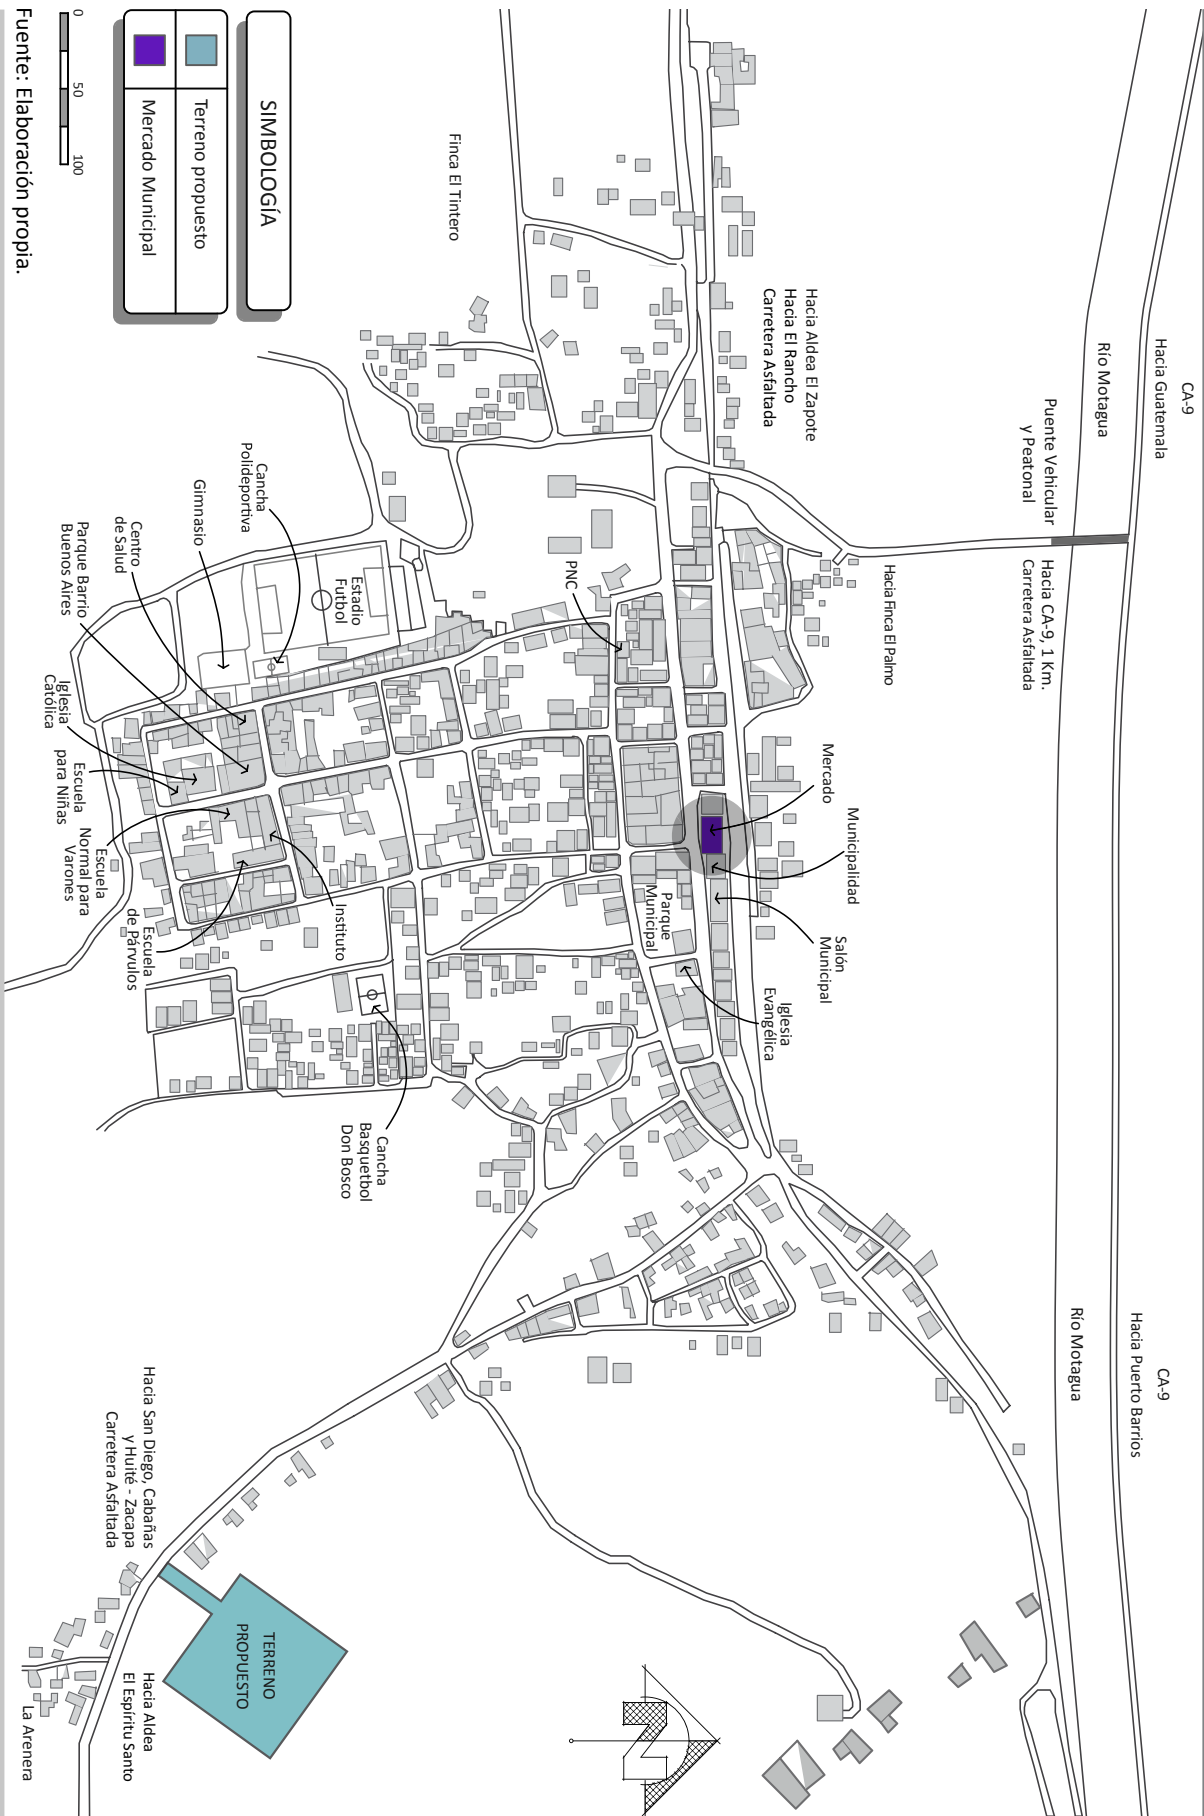 CA-9
Hacia Guatemala
Río Motagua
Puente Vehicular
y Peatonal
Hacia CA-9, 1 Km.
Carretera Asfaltada
CA-9
Hacia Puerto Barrios
Río Motagua
Hacia Aldea El Zapote
Hacia El Rancho
Carretera Asfaltada
Hacia Finca El Palmo
Mercado
Municipalidad
Salón
Municipal
Iglesia
Evangélica
Parque
Municipal
PNC
Finca El Tintero
Estadio
Futbol
Cancha
Polideportiva
Gimnasio
Centro
de Salud
Parque Barrio
Buenos Aires
Iglesia
Católica
Escuela
para Niñas
Escuela
Normal para
Varones
Escuela
de Párvulos
Instituto
Cancha
Basquetbol
Don Bosco
Hacia San Diego, Cabañas
y Huité - Zacapa
Carretera Asfaltada
TERRENO
PROPUESTO
Hacia Aldea
El Espíritu Santo
La Arenera
N
SIMBOLOGÍA
Terreno propuesto
Mercado Municipal
0 50 100
Fuente: Elaboración propia.